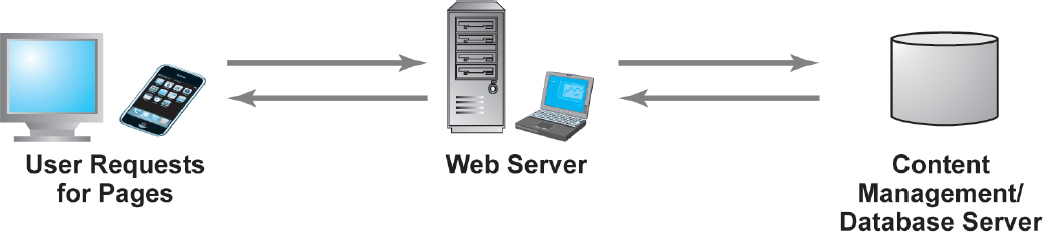 User Requests
for Pages
Web Server
Content
Management/
Database Server